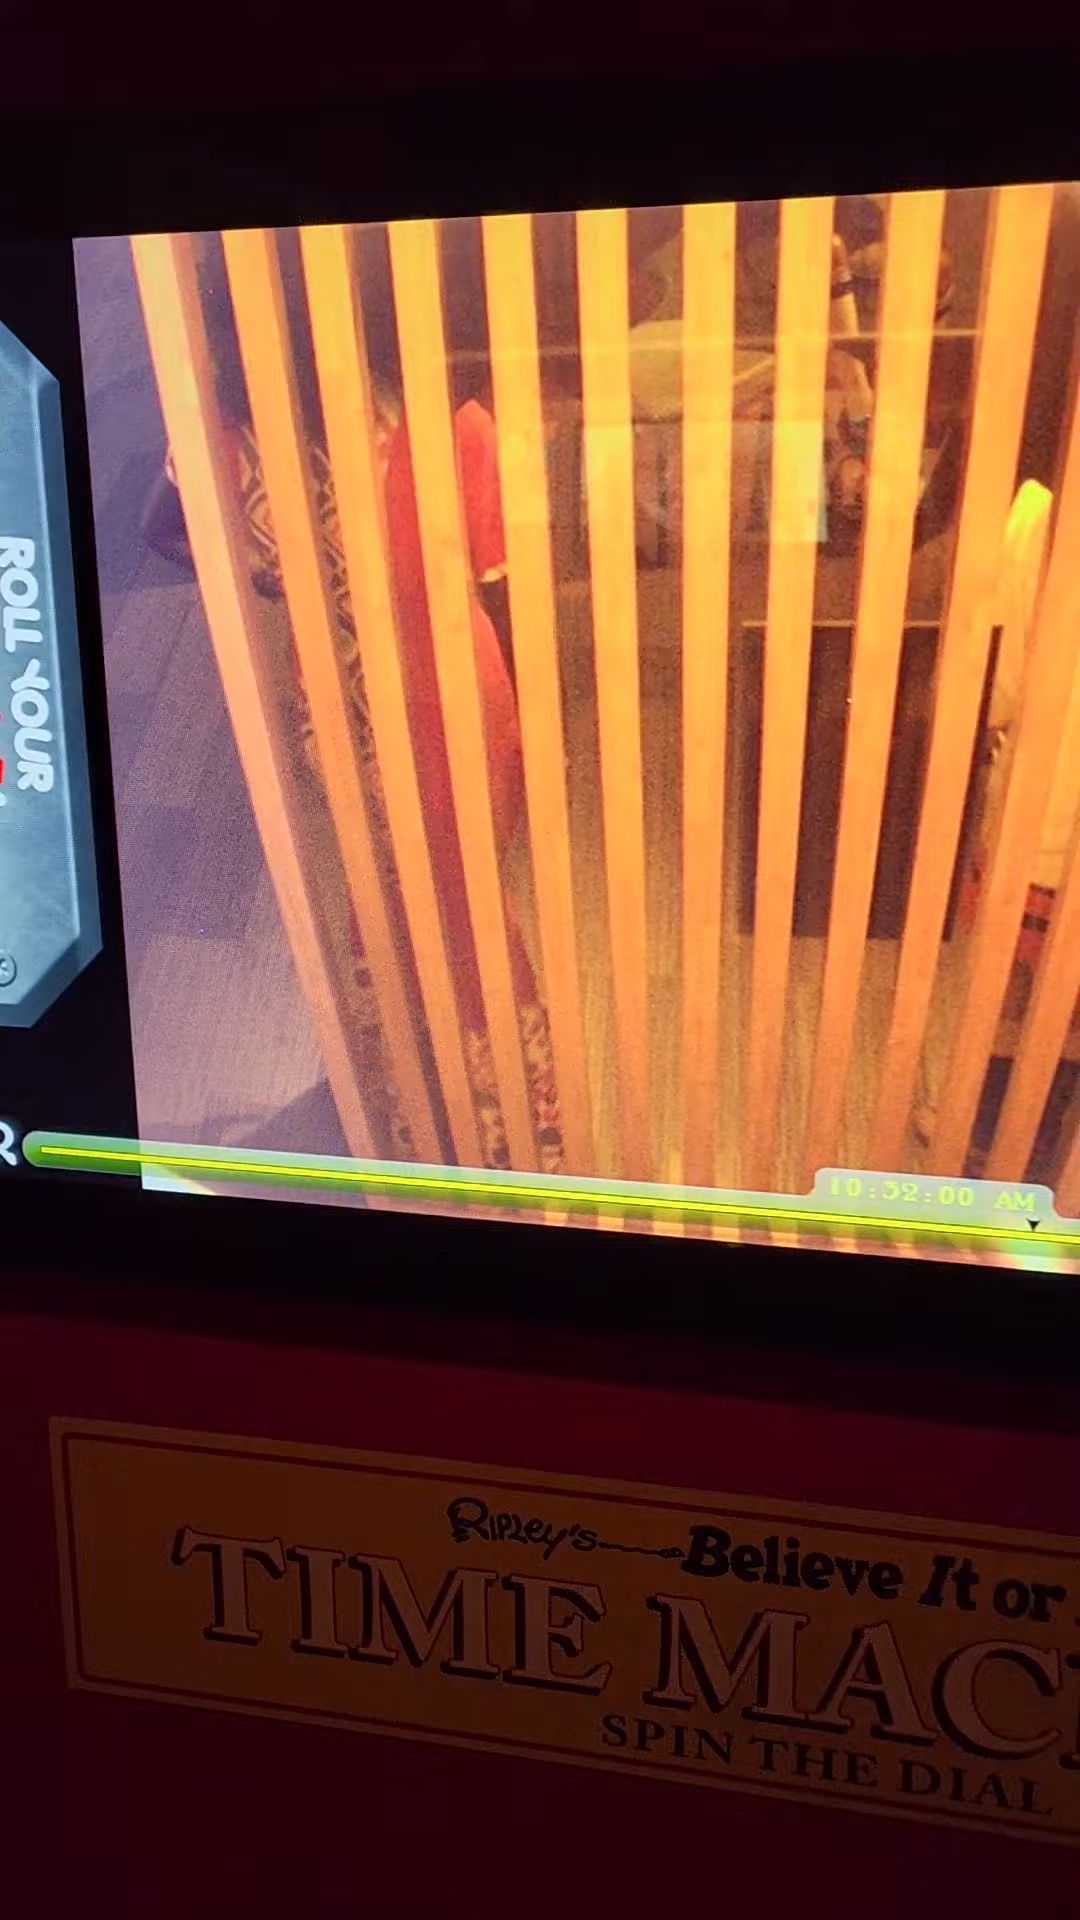 ROLL YOUR
10:32:00 AM
Ripley's Believe It or
TIME MAC
SPIN THE DIAL